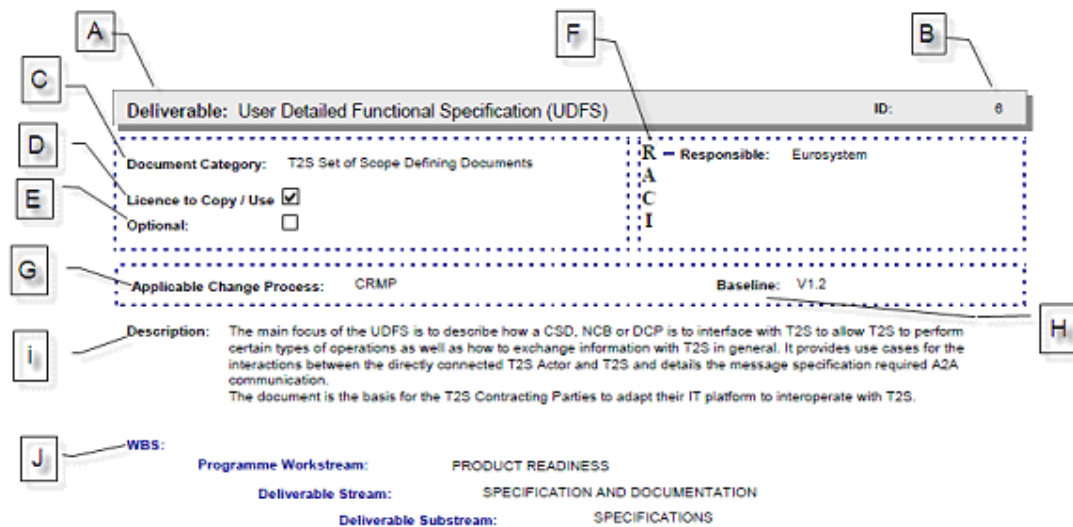 A
F
B
C
Deliverable: User Detailed Functional Specification (UDFS) ID: 6
D
Document Category: T2S Set of Scope Defining Documents
R
Responsible: Eurosystem
A
E
Licence to Copy / Use
C
Optional:
I
G
Applicable Change Process: CRMP Baseline: V1.2
H
i
Description: The main focus of the UDFS is to describe how a CSD, NCB or DCP is to interface with T2S to allow T2S to perform
certain types of operations as well as how to exchange information with T2S in general. It provides use cases for the
interactions between the directly connected T2S Actor and T2S and details the message specification required A2A
communication.
The document is the basis for the T2S Contracting Parties to adapt their IT platform to interoperate with T2S.
J
WBS:
Programme Workstream: PRODUCT READINESS
Deliverable Stream: SPECIFICATION AND DOCUMENTATION
Deliverable Substream: SPECIFICATIONS